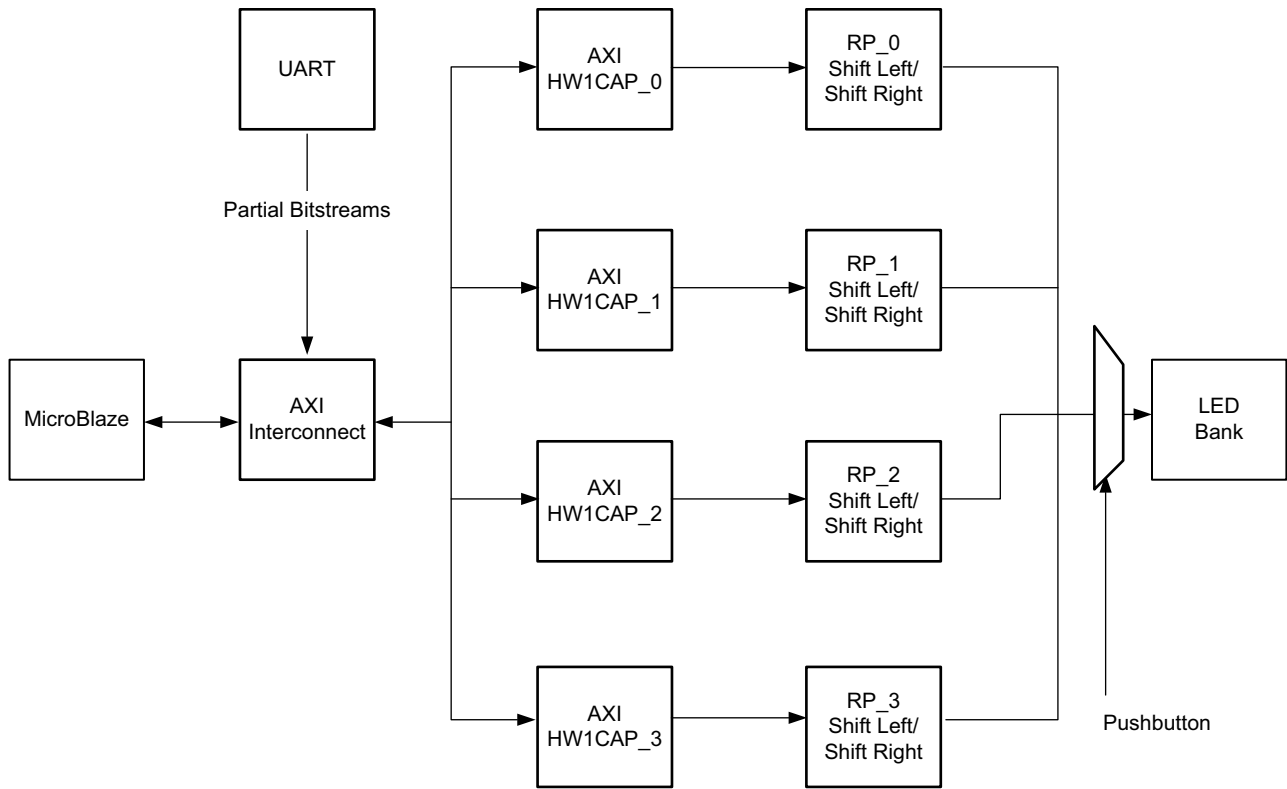 UART
Partial Bitstreams
MicroBlaze
AXI
Interconnect
AXI
HW1CAP_0
RP_0
Shift Left/
Shift Right
AXI
HW1CAP_1
RP_1
Shift Left/
Shift Right
AXI
HW1CAP_2
RP_2
Shift Left/
Shift Right
AXI
HW1CAP_3
RP_3
Shift Left/
Shift Right
LED
Bank
Pushbutton